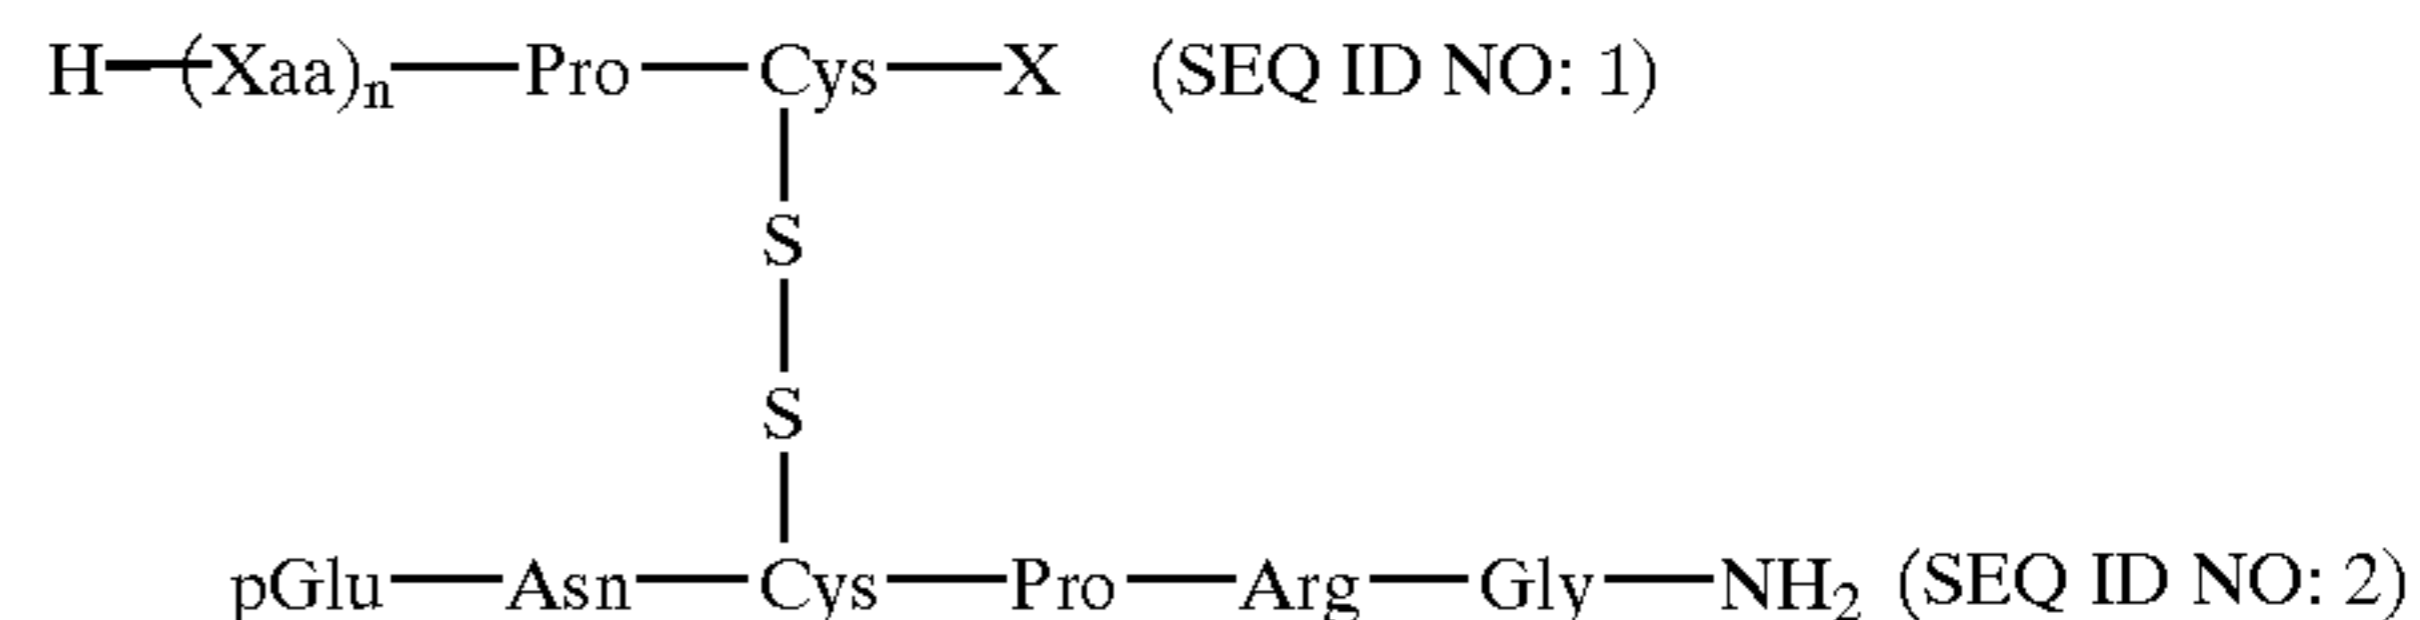 H—(Xaa)n—Pro—Cys—X (SEQ ID NO: 1)
S
S
pGlu—Asn—Cys—Pro—Arg—Gly—NH2 (SEQ ID NO: 2)